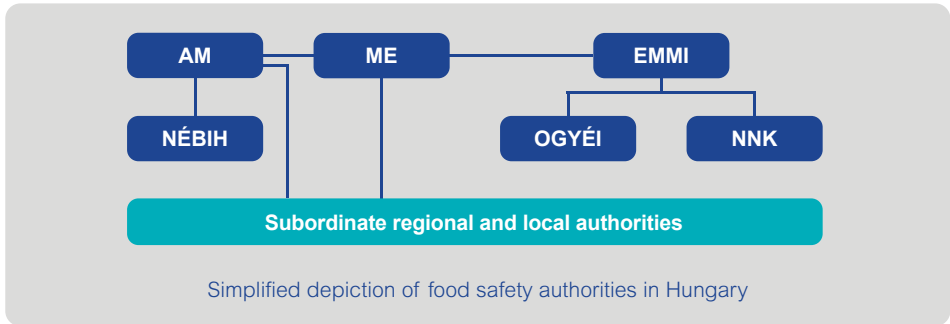 AM
ME
EMMI
NÉBIH
OGYÉI
NNK
Subordinate regional and local authorities
Simplified depiction of food safety authorities in Hungary